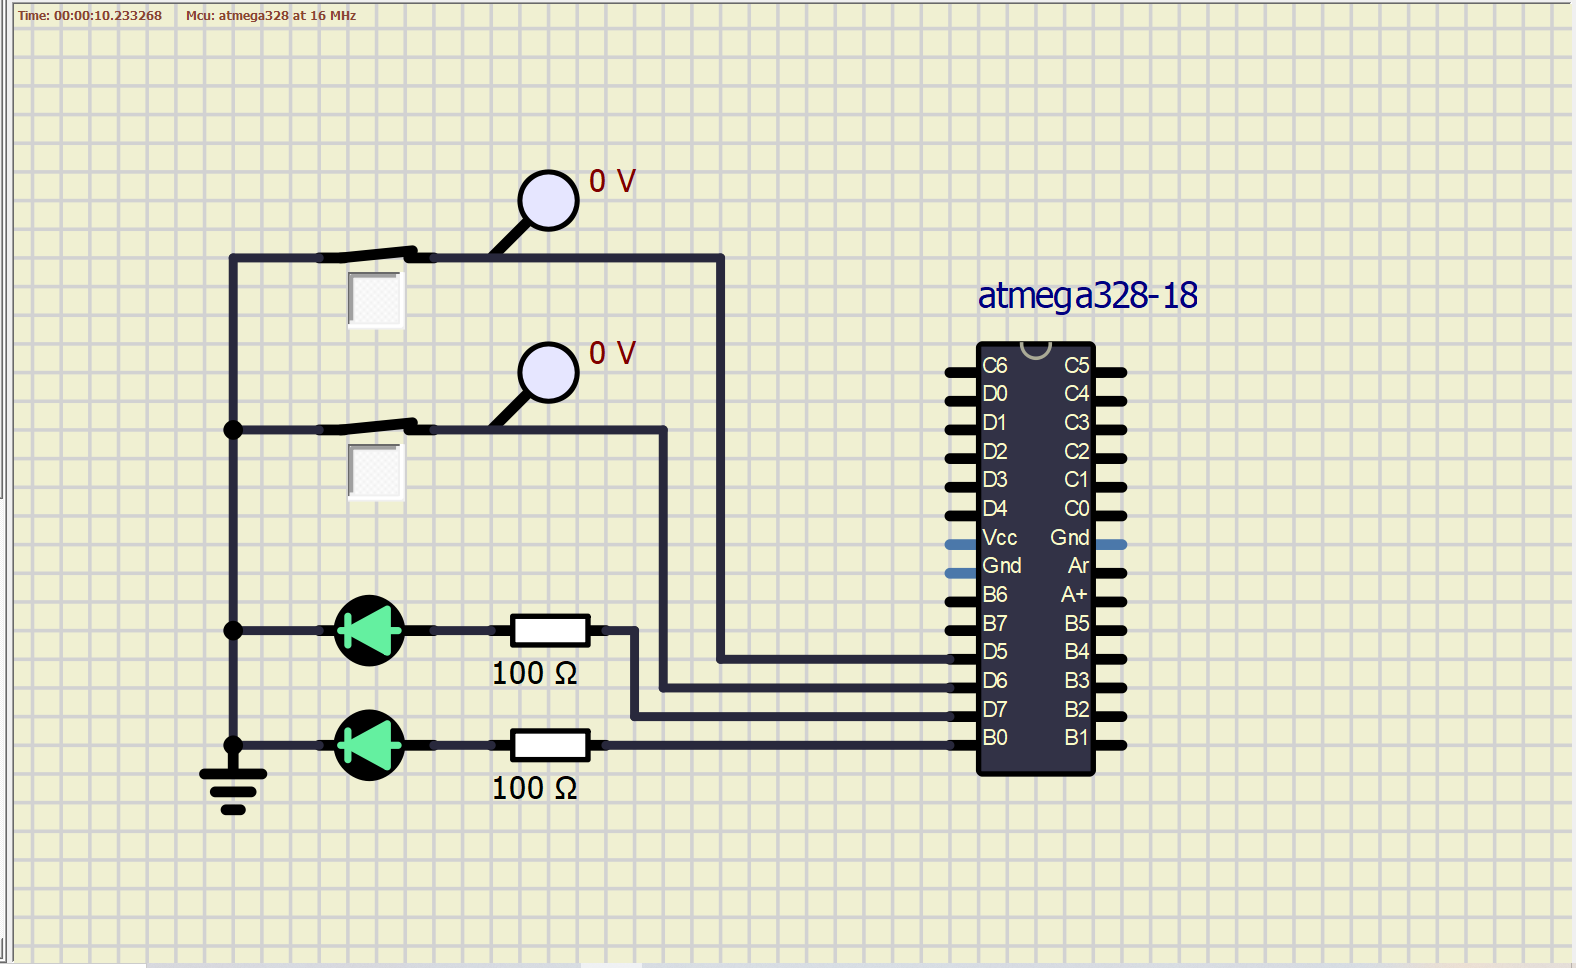 Time: 00:00:10.233268 Mcu: atmega328 at 16 MHz
0 V
0 V
100 Ω
100 Ω
atmega328-18
C6 C5
D0 C4
D1 C3
D2 C2
D3 C1
D4 C0
Vcc Gnd
Gnd Ar
B6 A+
B7 B5
D5 B4
D6 B3
D7 B2
B0 B1